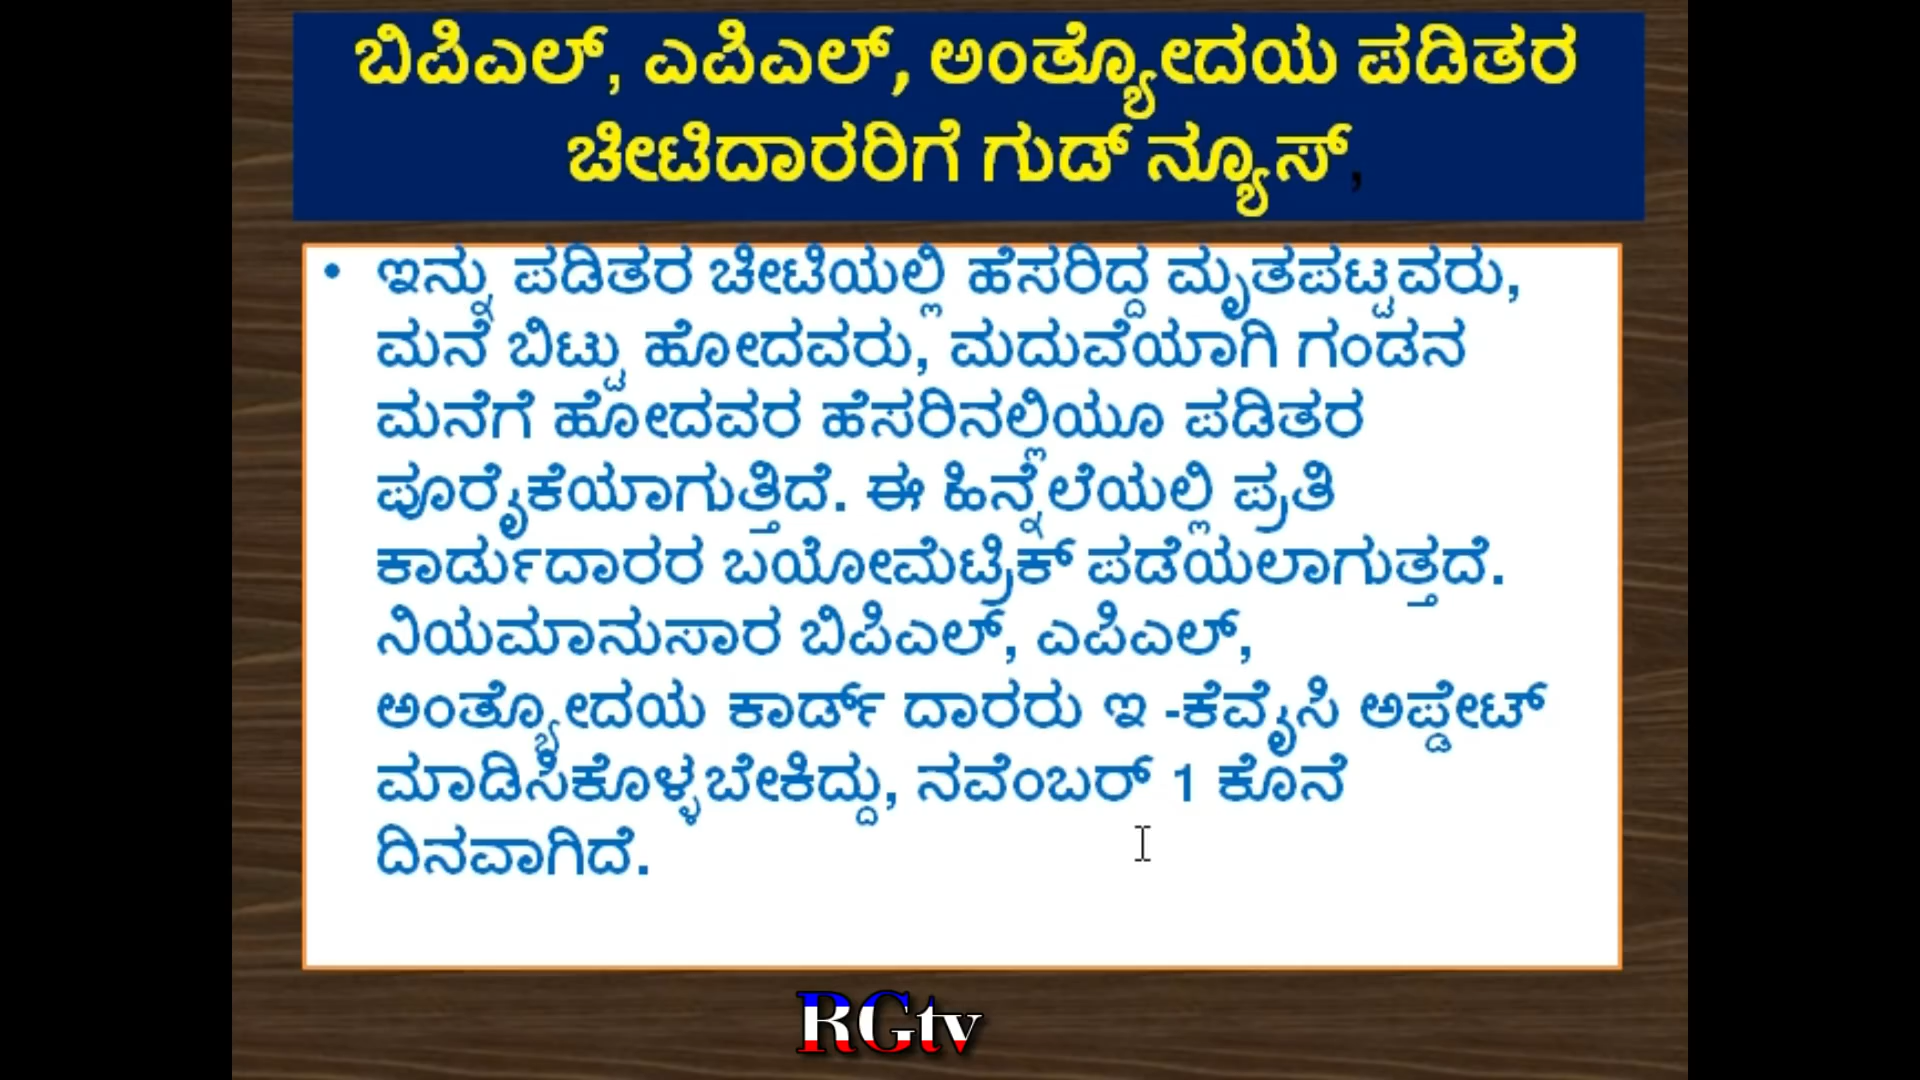 ಬಿಪಿಎಲ್, ಎಪಿಎಲ್, ಅಂತ್ಯೋದಯ ಪಡಿತರ
ಚೀಟಿದಾರರಿಗೆ ಗುಡ್ ನ್ಯೂಸ್,
• ಇನ್ನು ಪಡಿತರ ಚೀಟಿಯಲ್ಲಿ ಹೆಸರಿದ್ದ ಮೃತಪಟ್ಟವರು,
ಮನೆ ಬಿಟ್ಟು ಹೋದವರು, ಮದುವೆಯಾಗಿ ಗಂಡನ
ಮನೆಗೆ ಹೋದವರ ಹೆಸರಿನಲ್ಲಿಯೂ ಪಡಿತರ
ಪೂರೈಕೆಯಾಗುತ್ತಿದೆ. ಈ ಹಿನ್ನೆಲೆಯಲ್ಲಿ ಪ್ರತಿ
ಕಾರ್ಡುದಾರರ ಬಯೋಮೆಟ್ರಿಕ್ ಪಡೆಯಲಾಗುತ್ತದೆ.
ನಿಯಮಾನುಸಾರ ಬಿಪಿಎಲ್, ಎಪಿಎಲ್,
ಅಂತ್ಯೋದಯ ಕಾರ್ಡ್ ದಾರರು ಇ -ಕೆವೈಸಿ ಅಪ್ಡೇಟ್
ಮಾಡಿಸಿಕೊಳ್ಳಬೇಕಿದ್ದು, ನವೆಂಬರ್ 1 ಕೊನೆ
ದಿನವಾಗಿದೆ.
RGtv